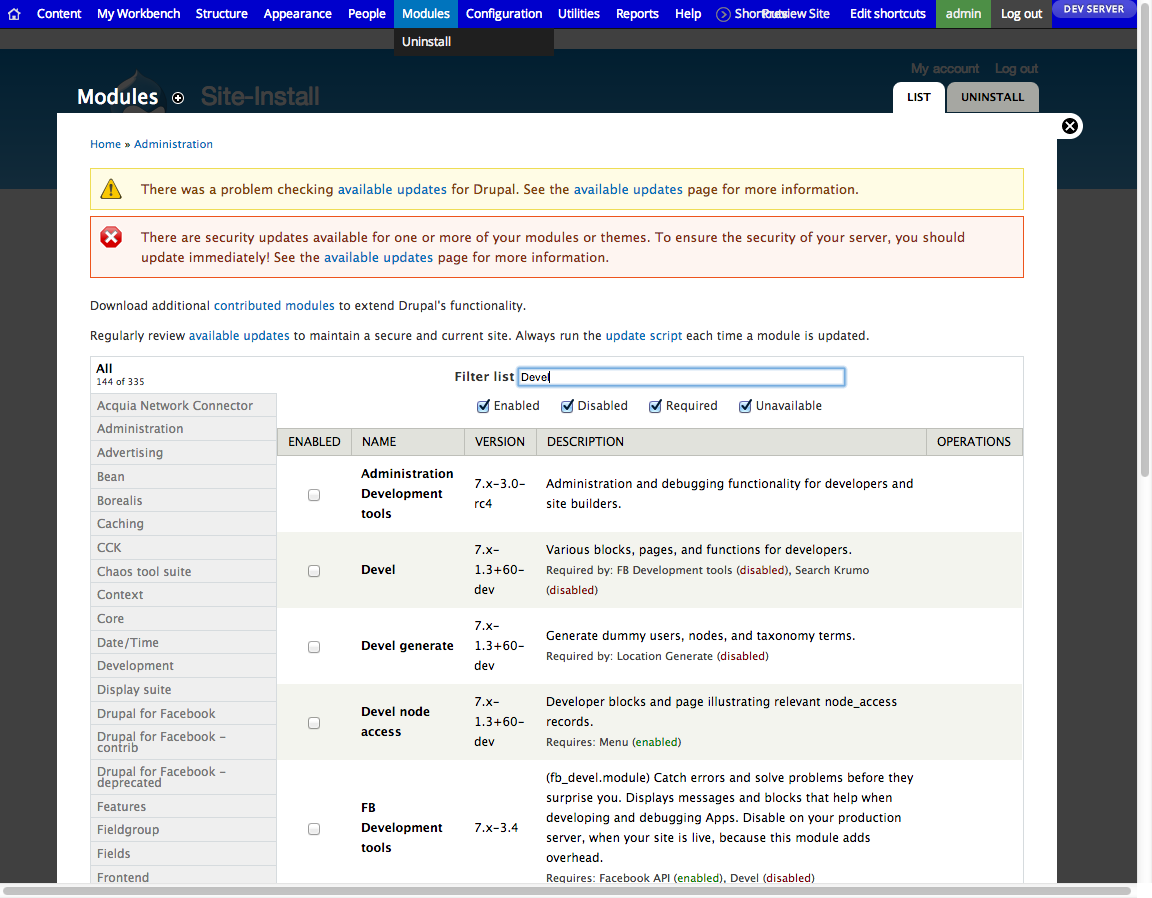 Content My Workbench Structure Appearance People Modules Configuration Utilities Reports Help Shortcuts Preview Site Edit shortcuts admin Log out DEV SERVER
Uninstall
My account Log out
Modules Site-Install LIST UNINSTALL
Home » Administration
There was a problem checking available updates for Drupal. See the available updates page for more information.
There are security updates available for one or more of your modules or themes. To ensure the security of your server, you should
update immediately! See the available updates page for more information.
Download additional contributed modules to extend Drupal's functionality.
Regularly review available updates to maintain a secure and current site. Always run the update script each time a module is updated.
All
144 of 335
Acquia Network Connector
Administration
Advertising
Bean
Borealis
Caching
CCK
Chaos tool suite
Context
Core
Date/Time
Development
Display suite
Drupal for Facebook
Drupal for Facebook -
contrib
Drupal for Facebook -
deprecated
Features
Fieldgroup
Fields
Frontend
Filter list Devel
Enabled Disabled Required Unavailable
ENABLED NAME VERSION DESCRIPTION OPERATIONS
Administration
Development
tools
7.x-3.0-
rc4
Administration and debugging functionality for developers and
site builders.
Devel
7.x-
1.3+60-
dev
Various blocks, pages, and functions for developers.
Required by: FB Development tools (disabled), Search Krumo
(disabled)
Devel generate
7.x-
1.3+60-
dev
Generate dummy users, nodes, and taxonomy terms.
Required by: Location Generate (disabled)
Devel node
access
7.x-
1.3+60-
dev
Developer blocks and page illustrating relevant node_access
records.
Requires: Menu (enabled)
FB
Development
tools
7.x-3.4
(fb_devel.module) Catch errors and solve problems before they
surprise you. Displays messages and blocks that help when
developing and debugging Apps. Disable on your production
server, when your site is live, because this module adds
overhead.
Requires: Facebook API (enabled), Devel (disabled)